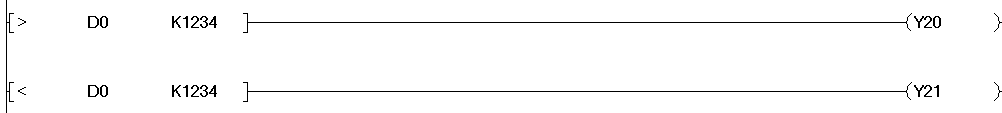 [> D0 K1234 ] (Y20 )
[< D0 K1234 ] (Y21 )